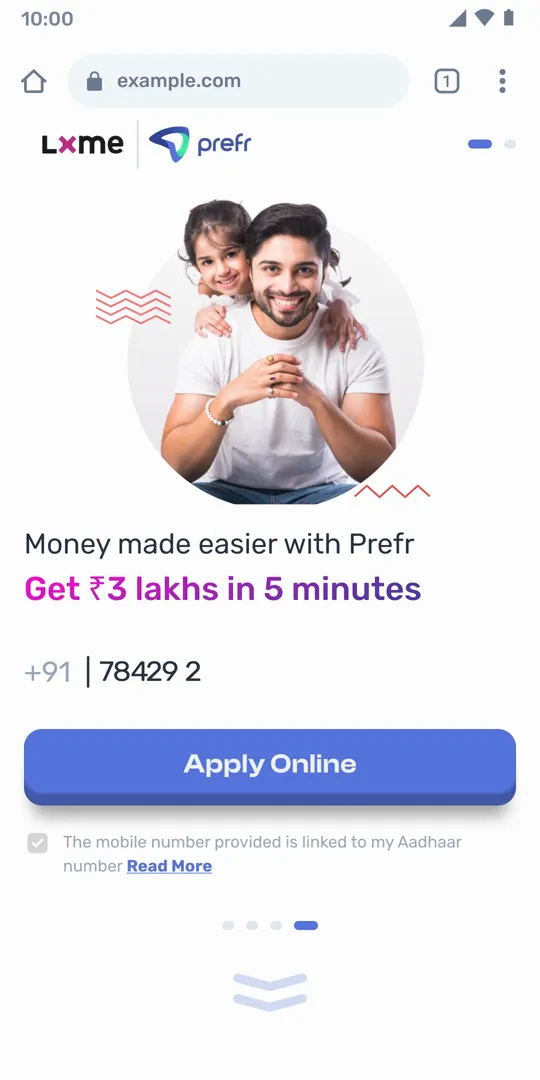 10:00
example.com
1
Lxme | prefr
Money made easier with Prefr
Get ₹3 lakhs in 5 minutes
+91 | 78429 2
Apply Online
The mobile number provided is linked to my Aadhaar
number Read More